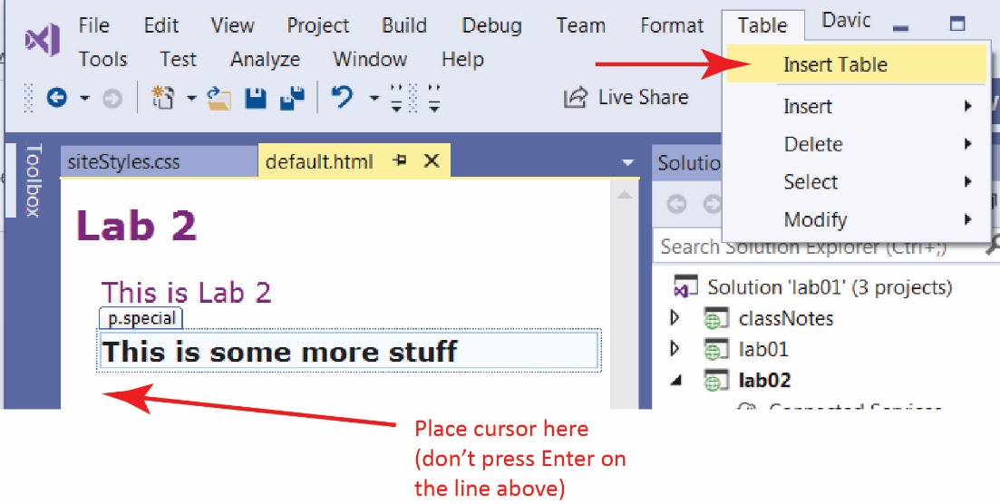 File Edit View Project Build Debug Team Format Table Davic
Tools Test Analyze Window Help
Insert Table
Live Share
Insert
Delete
Select
Modify
Toolbox
siteStyles.css
default.html
Solutio
Search Solution Explorer (Ctrl+;)
Lab 2
This is Lab 2
p.special
This is some more stuff
Solution 'lab01' (3 projects)
classNotes
lab01
lab02
Connected Services
Place cursor here
(don't press Enter on
the line above)